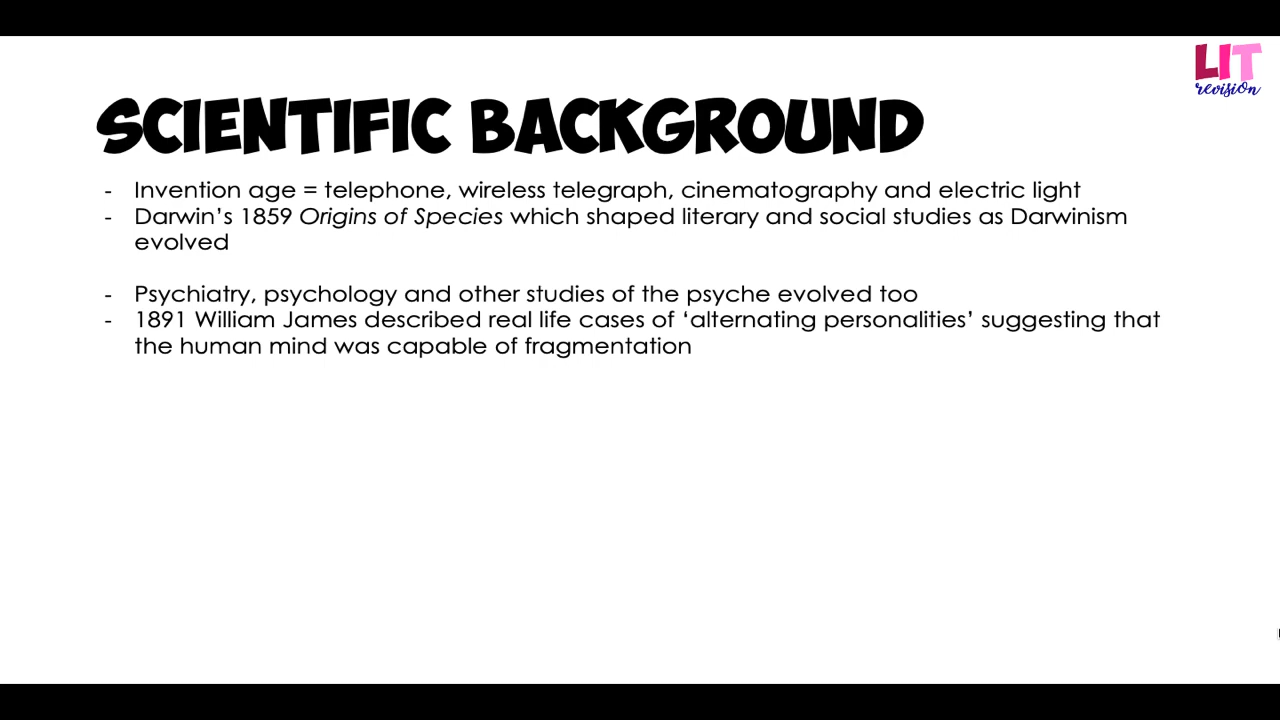 LIT
revision
SCIENTIFIC BACKGROUND
- Invention age = telephone, wireless telegraph, cinematography and electric light
- Darwin’s 1859 Origins of Species which shaped literary and social studies as Darwinism
evolved
- Psychiatry, psychology and other studies of the psyche evolved too
- 1891 William James described real life cases of ‘alternating personalities’ suggesting that
the human mind was capable of fragmentation